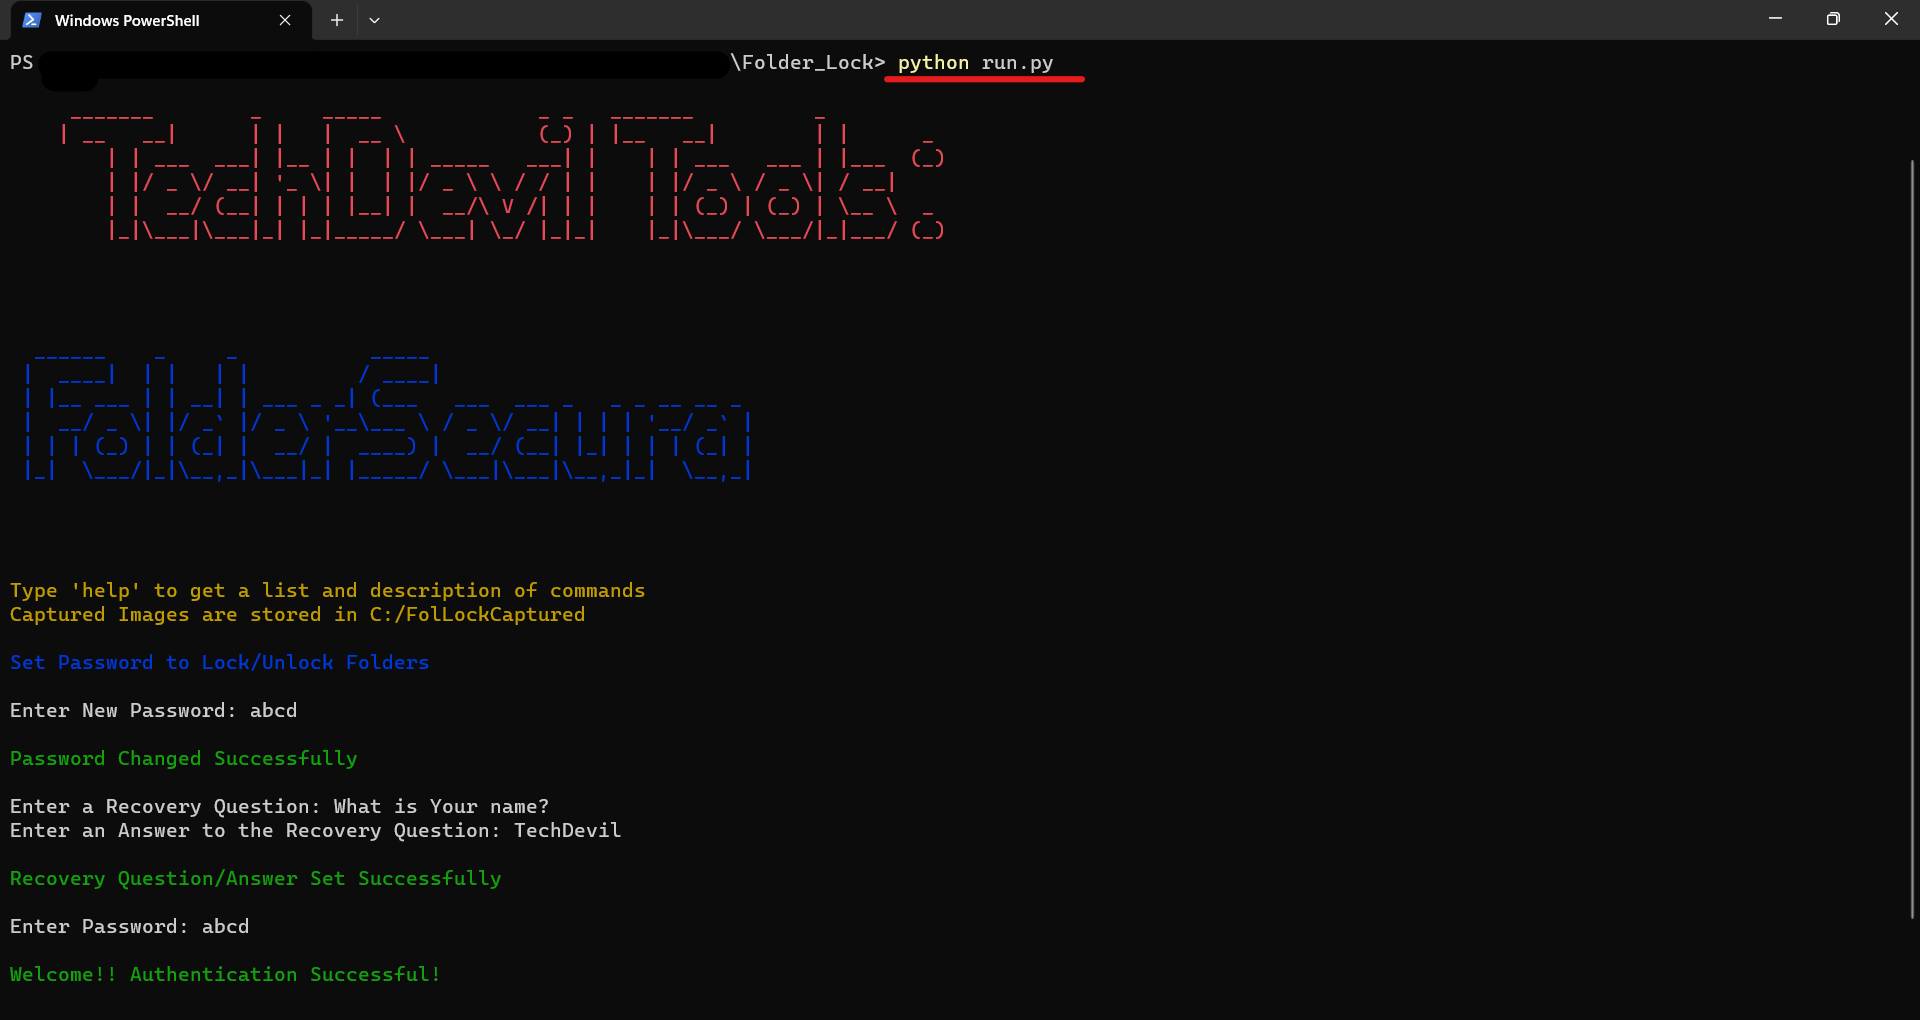 Windows PowerShell
PS \Folder_Lock> python run.py
TechDevil Tools:
FolderSecura
Type 'help' to get a list and description of commands
Captured Images are stored in C:/FolLockCaptured
Set Password to Lock/Unlock Folders
Enter New Password: abcd
Password Changed Successfully
Enter a Recovery Question: What is Your name?
Enter an Answer to the Recovery Question: TechDevil
Recovery Question/Answer Set Successfully
Enter Password: abcd
Welcome!! Authentication Successful!